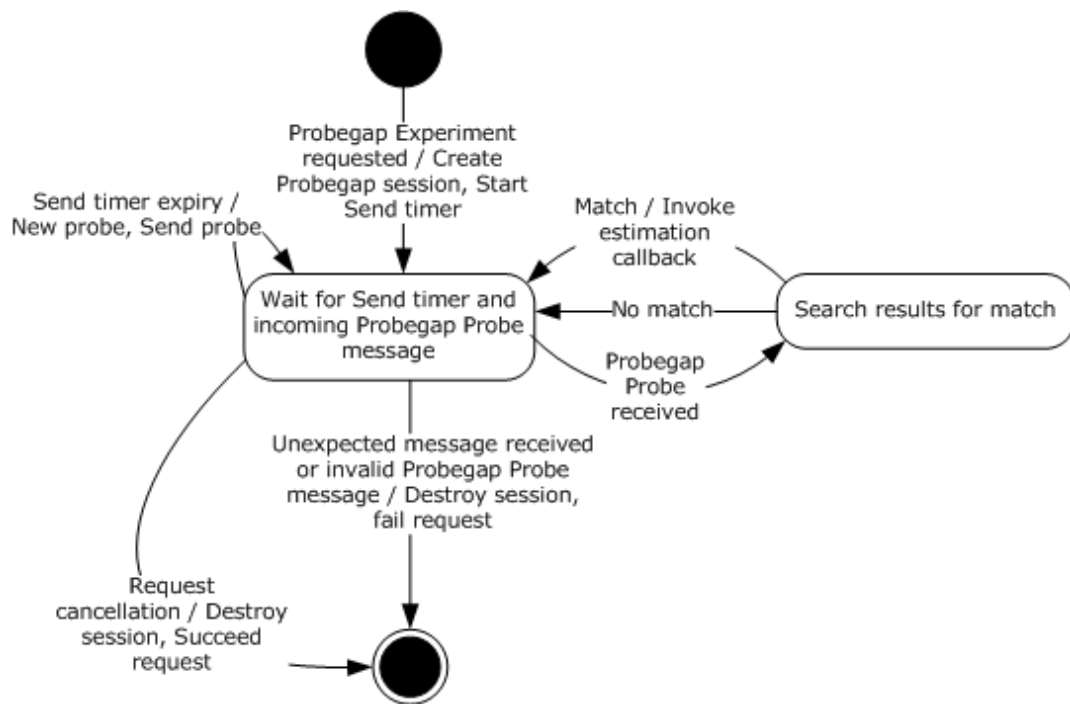 Probegap Experiment
requested / Create
Probegap session, Start
Send timer
Send timer expiry /
New probe, Send probe
Match / Invoke
estimation
callback
Wait for Send timer and
incoming Probegap Probe
message
No match
Search results for match
Probegap
Probe
received
Unexpected message received
or invalid Probegap Probe
message / Destroy session,
fail request
Request
cancellation / Destroy
session, Succeed
request